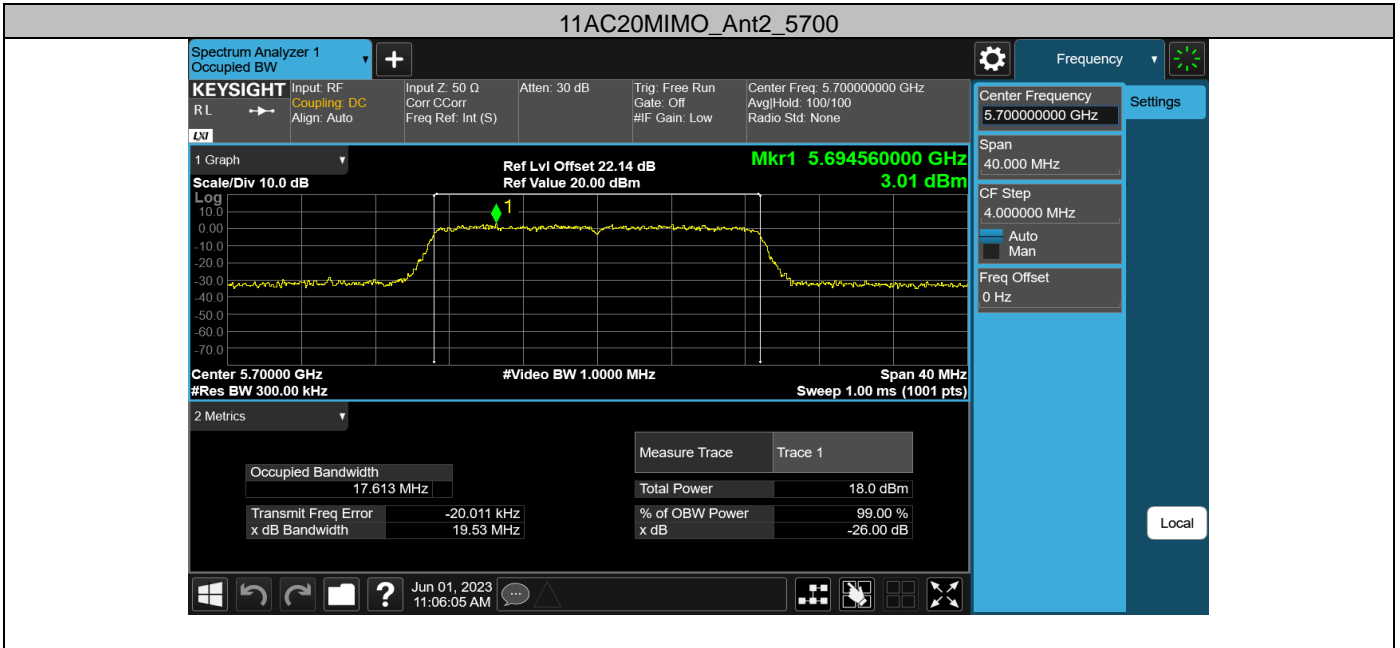 11AC20MIMO_Ant2_5700
Spectrum Analyzer 1
Occupied BW
+
Frequency
KEYSIGHT
R L
LXI
Input: RF
Coupling: DC
Align: Auto
Input Z: 50 Ω
Corr CCorr
Freq Ref: Int (S)
Atten: 30 dB
Trig: Free Run
Gate: Off
#IF Gain: Low
Center Freq: 5.700000000 GHz
Avg|Hold: 100/100
Radio Std: None
Center Frequency
5.700000000 GHz
Settings
Span
40.000 MHz
CF Step
4.000000 MHz
Auto
Man
Freq Offset
0 Hz
Local
1 Graph
Scale/Div 10.0 dB
Ref Lvl Offset 22.14 dB
Ref Value 20.00 dBm
Mkr1 5.694560000 GHz
3.01 dBm
Log
10.0
0.00
-10.0
-20.0
-30.0
-40.0
-50.0
-60.0
-70.0
1
Center 5.70000 GHz
#Res BW 300.00 kHz
#Video BW 1.0000 MHz
Span 40 MHz
Sweep 1.00 ms (1001 pts)
2 Metrics
Measure Trace Trace 1
Occupied Bandwidth
17.613 MHz
Total Power 18.0 dBm
Transmit Freq Error -20.011 kHz
x dB Bandwidth 19.53 MHz
% of OBW Power 99.00 %
x dB -26.00 dB
?
Jun 01, 2023
11:06:05 AM